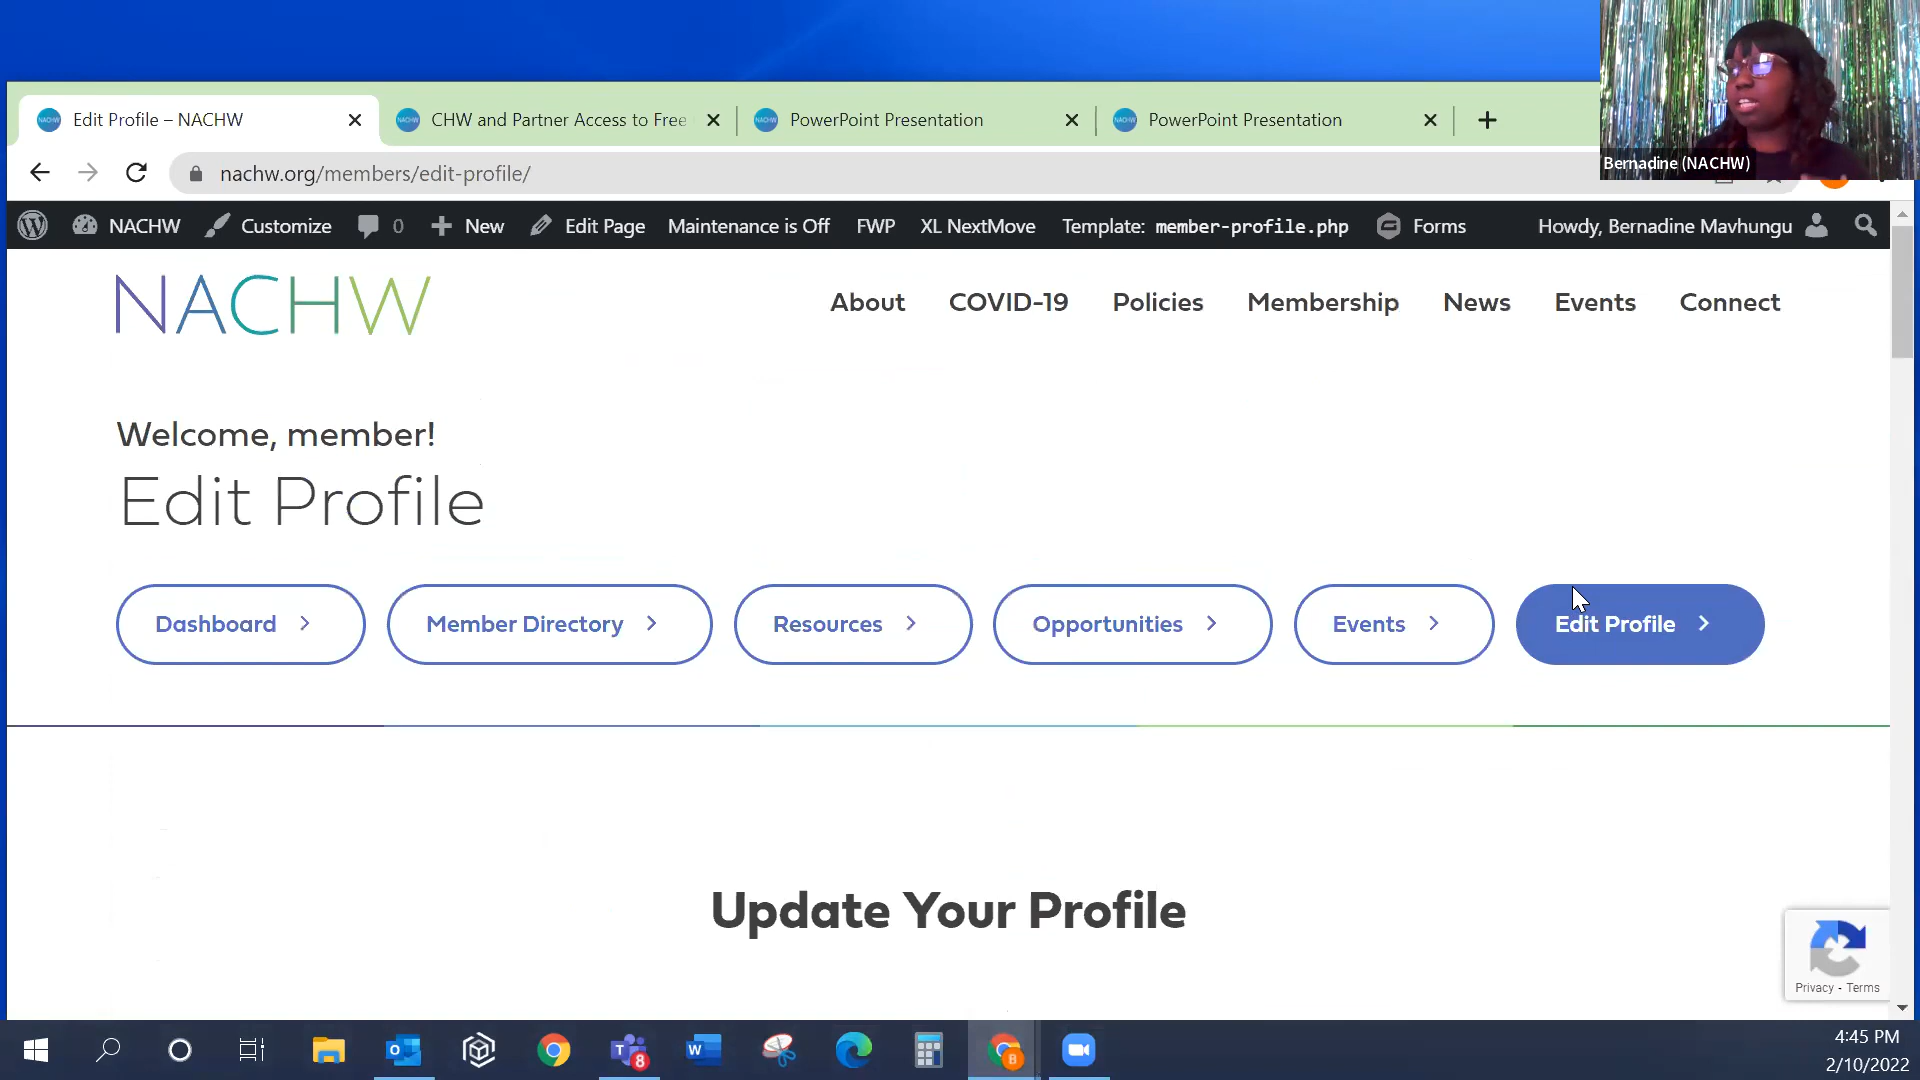 Edit Profile – NACHW
CHW and Partner Access to Free
PowerPoint Presentation
PowerPoint Presentation
Bernadine (NACHW)
nachw.org/members/edit-profile/
NACHW Customize 0 New Edit Page Maintenance is Off FWP XL NextMove Template: member-profile.php Forms Howdy, Bernadine Mavhungu
NACHW
About COVID-19 Policies Membership News Events Connect
Welcome, member!
Edit Profile
Dashboard Member Directory Resources Opportunities Events Edit Profile
Update Your Profile
Privacy - Terms
8
B
4:45 PM
2/10/2022